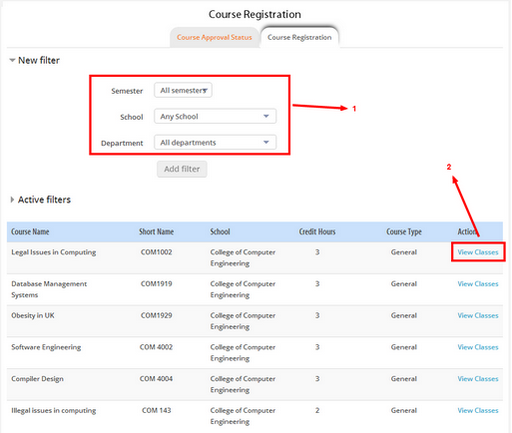 Course Registration
Course Approval Status Course Registration
New filter
Semester All semesters
School Any School
1
Department All departments
Add filter
2
Active filters
Course Name Short Name School Credit Hours Course Type Action
Legal Issues in Computing COM1002 College of Computer 3 General View Classes
Engineering
Database Management COM1919 College of Computer 3 General View Classes
Systems Engineering
Obesity in UK COM1929 College of Computer 3 General View Classes
Engineering
Software Engineering COM 4002 College of Computer 3 General View Classes
Engineering
Compiler Design COM 4004 College of Computer 3 General View Classes
Engineering
Illegal issues in computing COM 143 College of Computer 2 General View Classes
Engineering